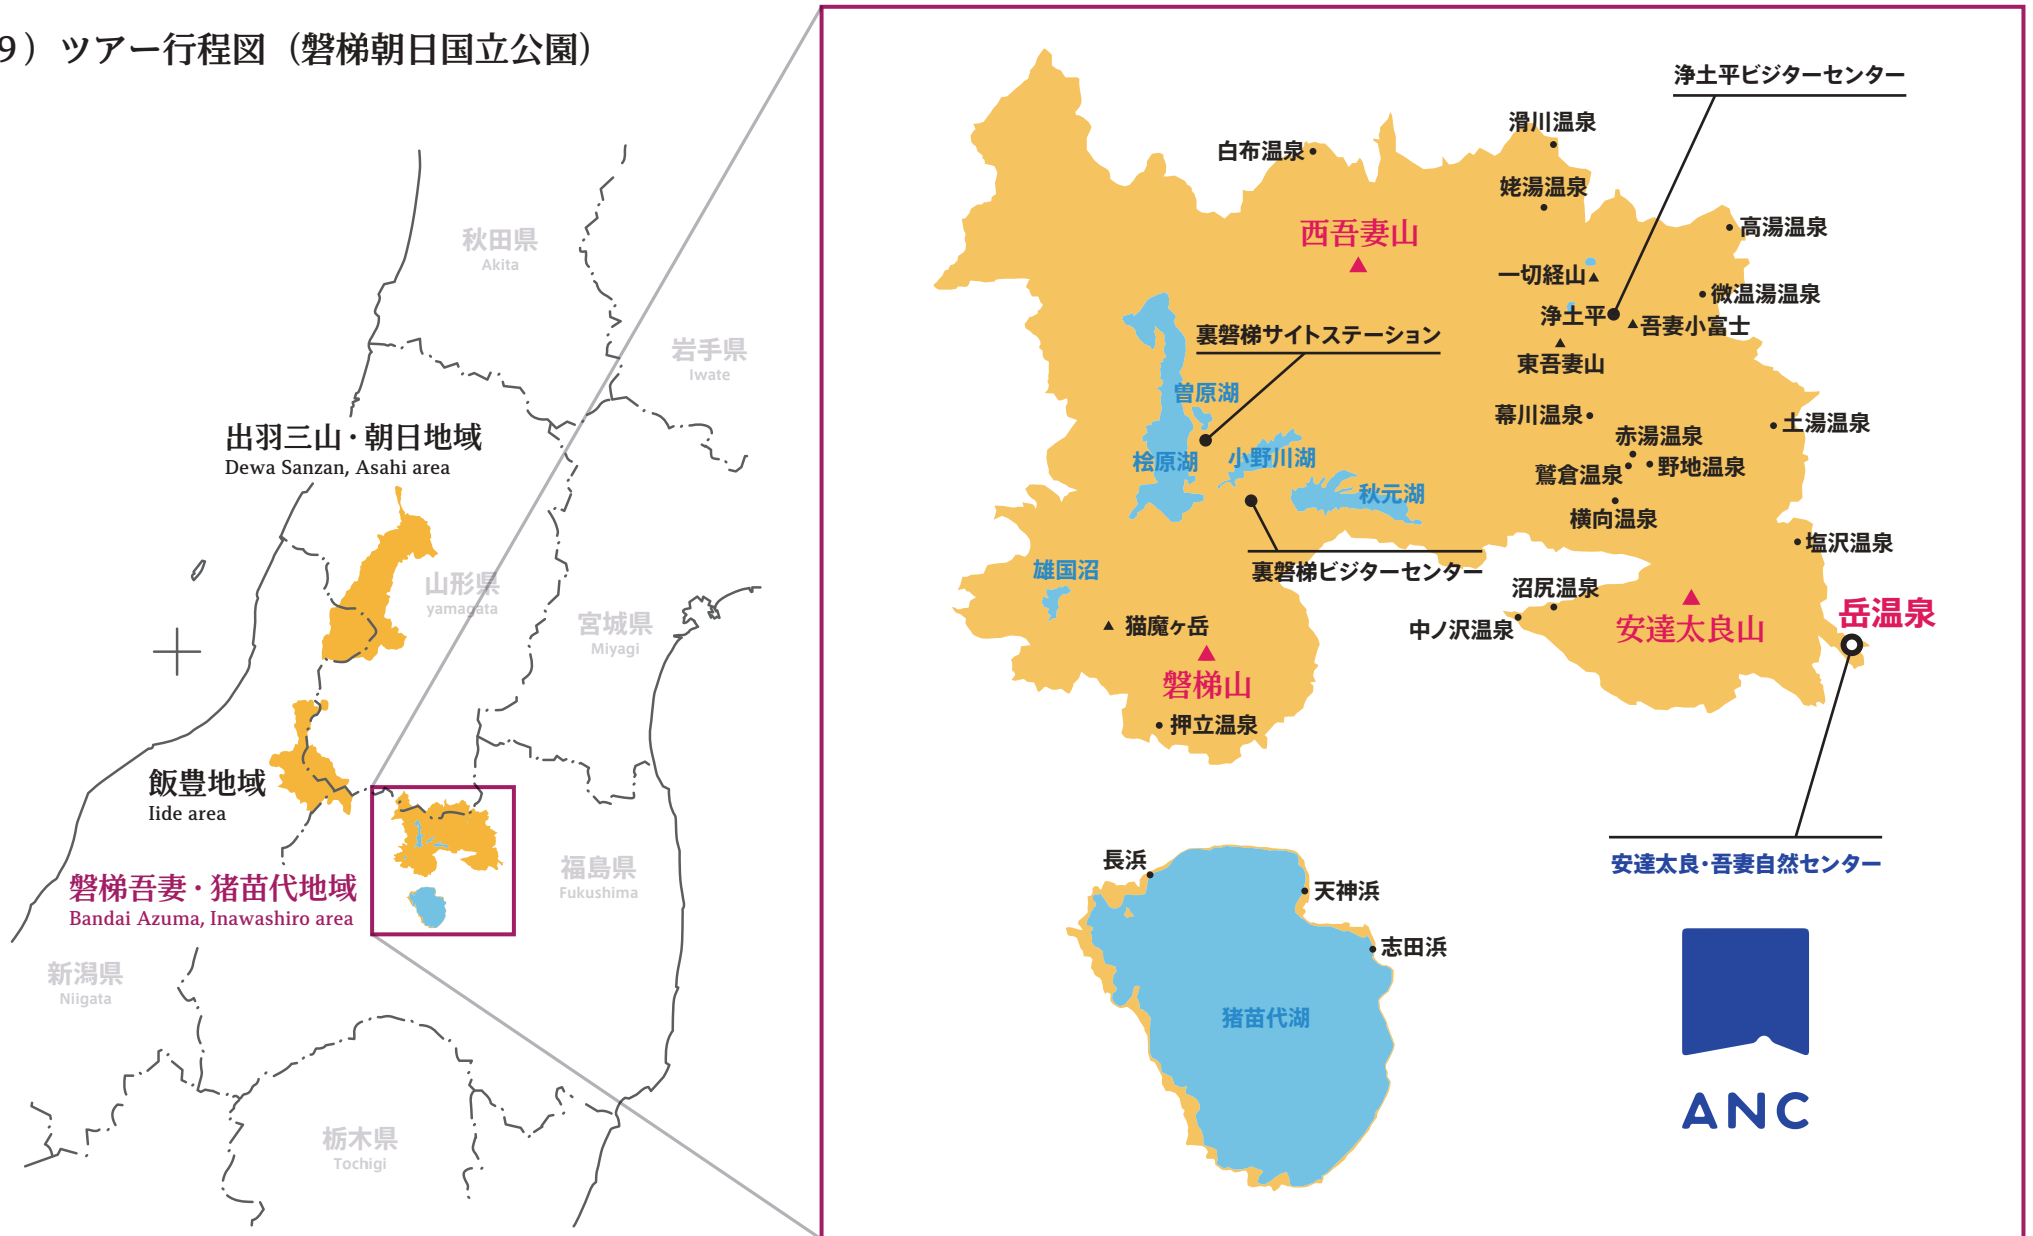 9）ツアー行程図（磐梯朝日国立公園）
秋田県
Akita
岩手県
Iwate
出羽三山・朝日地域
Dewa Sanzan, Asahi area
山形県
yamagata
宮城県
Miyagi
飯豊地域
Iide area
磐梯吾妻・猪苗代地域
Bandai Azuma, Inawashiro area
福島県
Fukushima
新潟県
Niigata
栃木県
Tochigi
浄土平ビジターセンター
滑川温泉
白布温泉
姥湯温泉
西吾妻山
高湯温泉
一切経山
微温湯温泉
浄土平
吾妻小富士
裏磐梯サイトステーション
東吾妻山
曽原湖
幕川温泉
土湯温泉
赤湯温泉
桧原湖
小野川湖
鷲倉温泉
野地温泉
秋元湖
横向温泉
塩沢温泉
雄国沼
裏磐梯ビジターセンター
沼尻温泉
岳温泉
猫魔ヶ岳
中ノ沢温泉
安達太良山
磐梯山
押立温泉
長浜
天神浜
安達太良・吾妻自然センター
志田浜
猪苗代湖
ANC